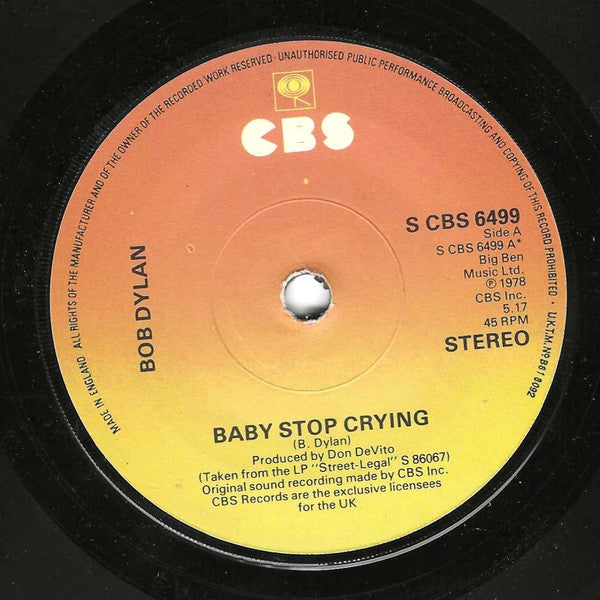 MADE IN ENGLAND · ALL RIGHTS OF THE MANUFACTURER AND OF THE OWNER OF THE RECORDED WORK RESERVED · UNAUTHORISED PUBLIC PERFORMANCE BROADCASTING AND COPYING OF THIS RECORD PROHIBITED · U.K.T.M. Nº B618092
CBS
BOB DYLAN
S CBS 6499
Side A
S CBS 6499 A*
Big Ben
Music Ltd.
℗ 1978
CBS Inc.
5.17
45 RPM
STEREO
BABY STOP CRYING
(B. Dylan)
Produced by Don DeVito
(Taken from the LP "Street-Legal" S 86067)
Original sound recording made by CBS Inc.
CBS Records are the exclusive licensees
for the UK